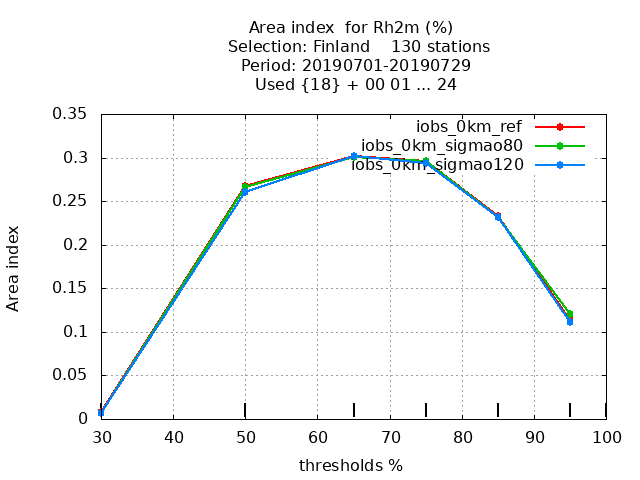 Area index  for Rh2m (%)
Selection: Finland    130 stations
Period: 20190701-20190729
Used {18} + 00 01 ... 24
0.35
0.3
0.25
0.2
0.15
0.1
0.05
0
Area index
iobs_0km_ref
iobs_0km_sigmao80
iobs_0km_sigmao120
30 40 50 60 70 80 90 100
thresholds %